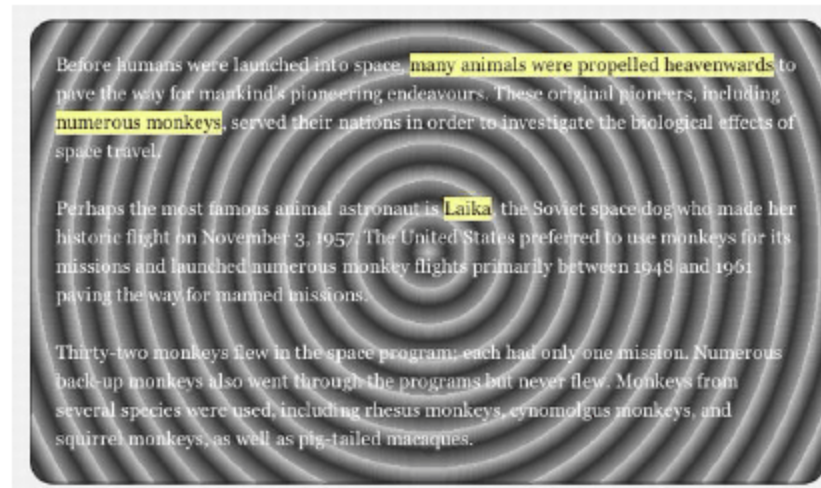 Before humans were launched into space, many animals were propelled heavenwards to
pave the way for mankind's pioneering endeavours. These original pioneers, including
numerous monkeys, served their nations in order to investigate the biological effects of
space travel.
Perhaps the most famous animal astronaut is Laika, the Soviet space dog who made her
historic flight on November 3, 1957. The United States preferred to use monkeys for its
missions and launched numerous monkey flights primarily between 1948 and 1961
paving the way for manned missions.
Thirty-two monkeys flew in the space program; each had only one mission. Numerous
back-up monkeys also went through the programs but never flew. Monkeys from
several species were used, including rhesus monkeys, cynomolgus monkeys, and
squirrel monkeys, as well as pig-tailed macaques.